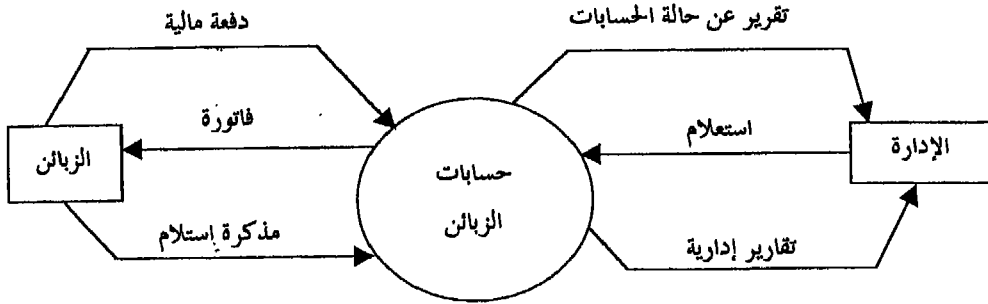 تقرير عن حالة الحسابات
دفعة مالية
فاتورة
استعلام
الزبائن
الإدارة
حسابات
الزبائن
مذكرة إستلام
تقارير إدارية